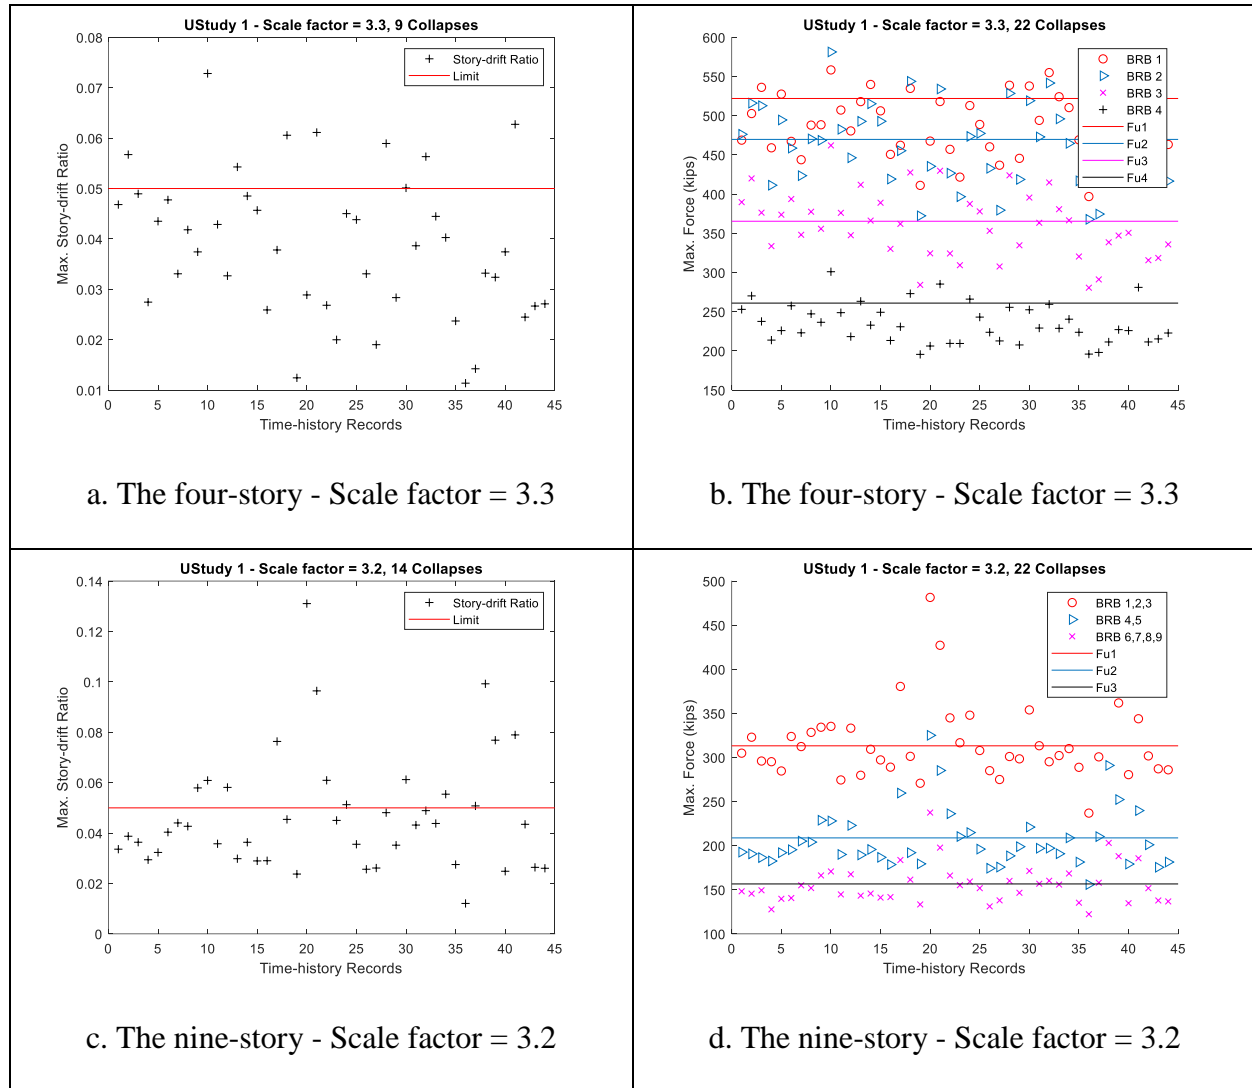 UStudy 1 - Scale factor = 3.3, 9 Collapses
0.08
0.07
0.06
0.05
0.04
0.03
0.02
0.01
Max. Story-drift Ratio
Story-drift Ratio
Limit
0 5 10 15 20 25 30 35 40 45
Time-history Records
a. The four-story - Scale factor = 3.3
UStudy 1 - Scale factor = 3.3, 22 Collapses
600
550
500
450
400
350
300
250
200
150
Max. Force (kips)
BRB 1
BRB 2
BRB 3
BRB 4
Fu1
Fu2
Fu3
Fu4
0 5 10 15 20 25 30 35 40 45
Time-history Records
b. The four-story - Scale factor = 3.3
UStudy 1 - Scale factor = 3.2, 14 Collapses
0.14
0.12
0.1
0.08
0.06
0.04
0.02
0
Max. Story-drift Ratio
Story-drift Ratio
Limit
0 5 10 15 20 25 30 35 40 45
Time-history Records
c. The nine-story - Scale factor = 3.2
UStudy 1 - Scale factor = 3.2, 22 Collapses
500
450
400
350
300
250
200
150
100
Max. Force (kips)
BRB 1,2,3
BRB 4,5
BRB 6,7,8,9
Fu1
Fu2
Fu3
0 5 10 15 20 25 30 35 40 45
Time-history Records
d. The nine-story - Scale factor = 3.2